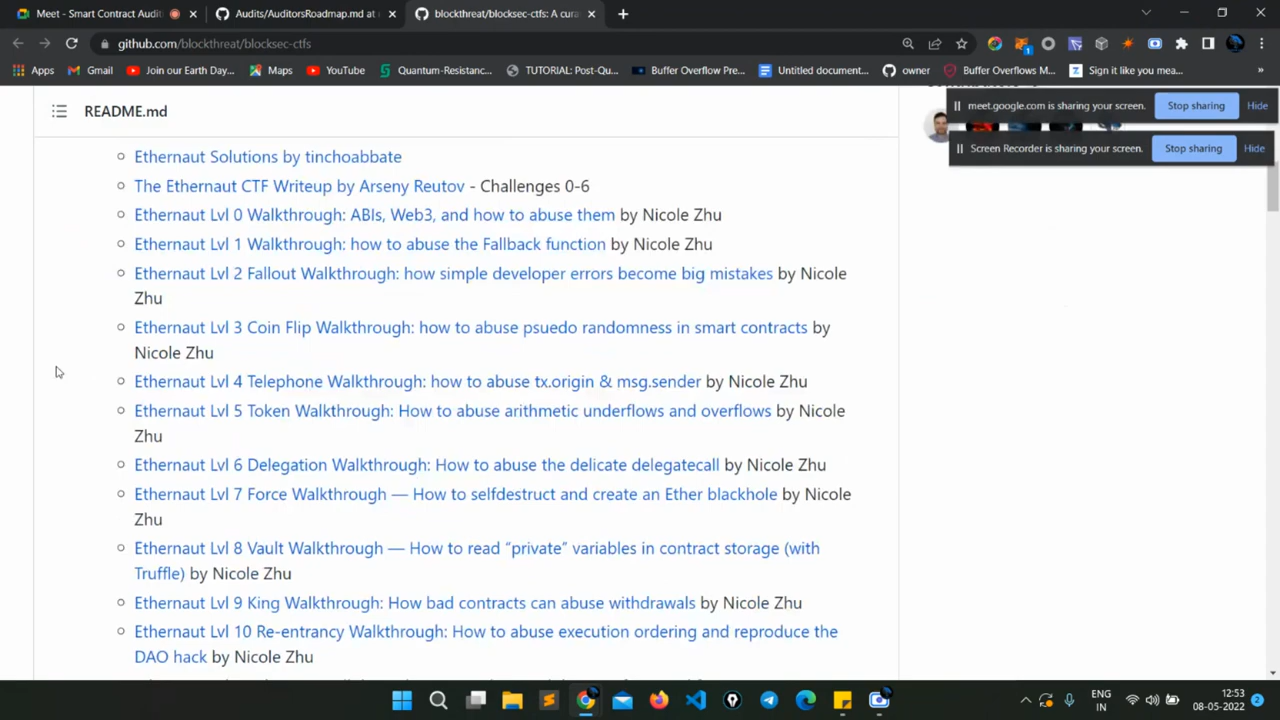 Meet - Smart Contract Audit
Audits/AuditorsRoadmap.md at
blockthreat/blocksec-ctfs: A cura
github.com/blockthreat/blocksec-ctfs
1
Apps
Gmail
Join our Earth Day...
Maps
YouTube
Quantum-Resistanc...
TUTORIAL: Post-Qu...
Buffer Overflow Pre...
Untitled document...
owner
Buffer Overflows M...
Sign it like you mea...
»
README.md
meet.google.com is sharing your screen.
Stop sharing
Hide
Screen Recorder is sharing your screen.
Stop sharing
Hide
Ethernaut Solutions by tinchoabbate
The Ethernaut CTF Writeup by Arseny Reutov - Challenges 0-6
Ethernaut Lvl 0 Walkthrough: ABIs, Web3, and how to abuse them by Nicole Zhu
Ethernaut Lvl 1 Walkthrough: how to abuse the Fallback function by Nicole Zhu
Ethernaut Lvl 2 Fallout Walkthrough: how simple developer errors become big mistakes by Nicole
Zhu
Ethernaut Lvl 3 Coin Flip Walkthrough: how to abuse psuedo randomness in smart contracts by
Nicole Zhu
Ethernaut Lvl 4 Telephone Walkthrough: how to abuse tx.origin & msg.sender by Nicole Zhu
Ethernaut Lvl 5 Token Walkthrough: How to abuse arithmetic underflows and overflows by Nicole
Zhu
Ethernaut Lvl 6 Delegation Walkthrough: How to abuse the delicate delegatecall by Nicole Zhu
Ethernaut Lvl 7 Force Walkthrough — How to selfdestruct and create an Ether blackhole by Nicole
Zhu
Ethernaut Lvl 8 Vault Walkthrough — How to read “private” variables in contract storage (with
Truffle) by Nicole Zhu
Ethernaut Lvl 9 King Walkthrough: How bad contracts can abuse withdrawals by Nicole Zhu
Ethernaut Lvl 10 Re-entrancy Walkthrough: How to abuse execution ordering and reproduce the
DAO hack by Nicole Zhu
ENG
IN
12:53
08-05-2022
2